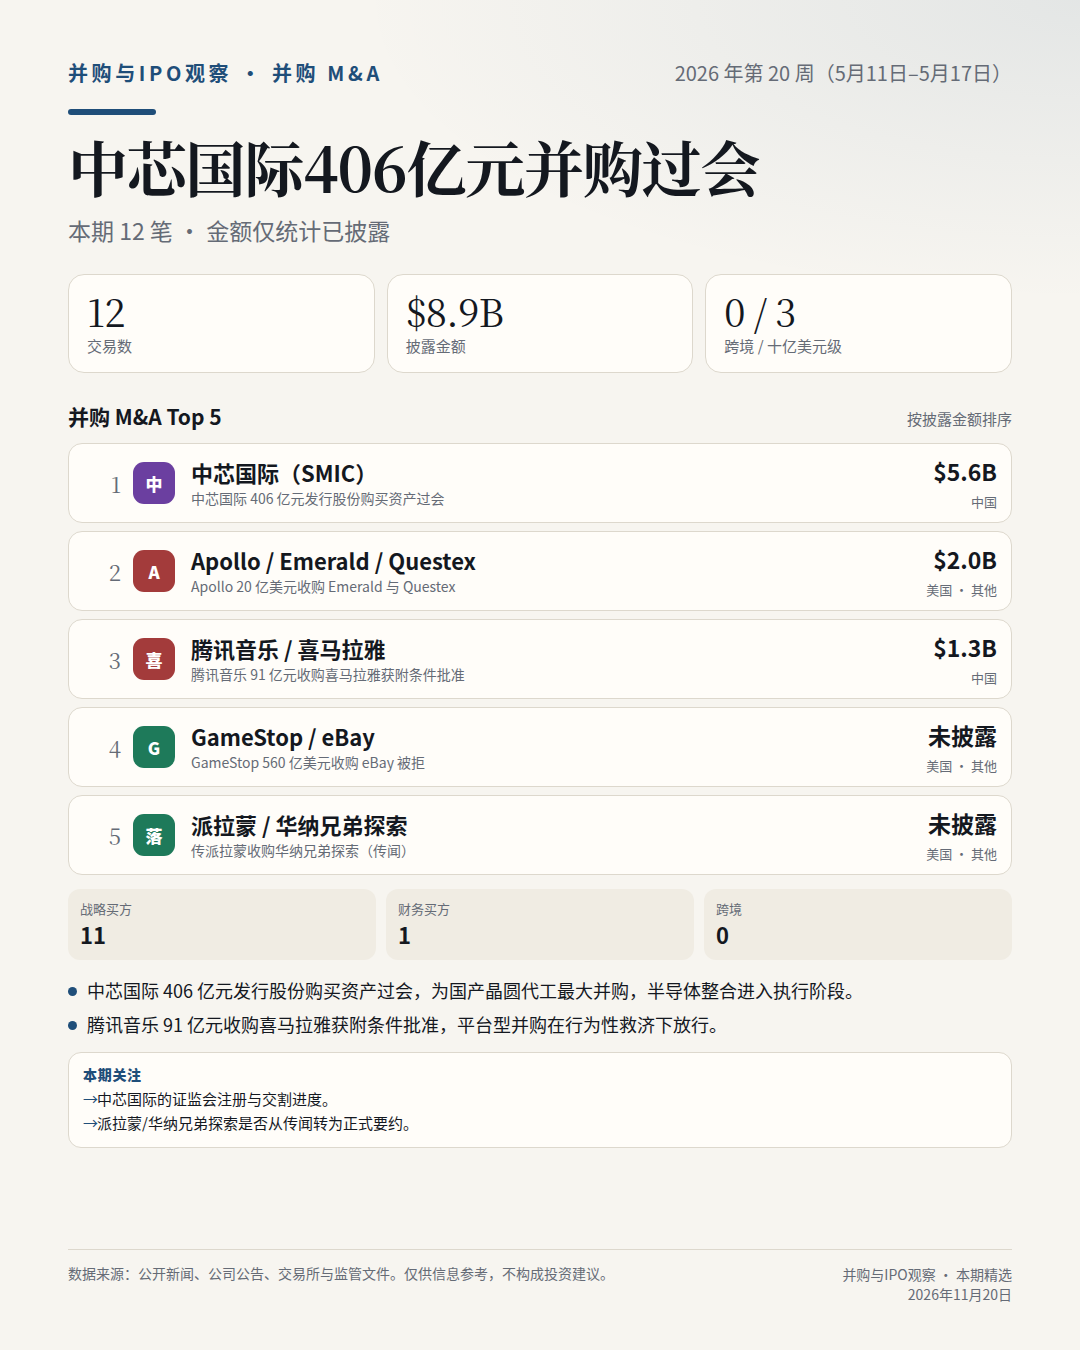 并购与IPO观察 · 并购 M&A
2026 年第 20 周（5月11日–5月17日）
中芯国际406亿元并购过会
本期 12 笔 · 金额仅统计已披露
12
交易数
$8.9B
披露金额
0 / 3
跨境 / 十亿美元级
并购 M&A Top 5
按披露金额排序
1
中
中芯国际（SMIC）
中芯国际 406 亿元发行股份购买资产过会
$5.6B
中国
2
A
Apollo / Emerald / Questex
Apollo 20 亿美元收购 Emerald 与 Questex
$2.0B
美国 · 其他
3
喜
腾讯音乐 / 喜马拉雅
腾讯音乐 91 亿元收购喜马拉雅获附条件批准
$1.3B
中国
4
G
GameStop / eBay
GameStop 560 亿美元收购 eBay 被拒
未披露
美国 · 其他
5
落
派拉蒙 / 华纳兄弟探索
传派拉蒙收购华纳兄弟探索（传闻）
未披露
美国 · 其他
战略买方
11
财务买方
1
跨境
0
中芯国际 406 亿元发行股份购买资产过会，为国产晶圆代工最大并购，半导体整合进入执行阶段。
腾讯音乐 91 亿元收购喜马拉雅获附条件批准，平台型并购在行为性救济下放行。
本期关注
→中芯国际的证监会注册与交割进度。
→派拉蒙/华纳兄弟探索是否从传闻转为正式要约。
数据来源：公开新闻、公司公告、交易所与监管文件。仅供信息参考，不构成投资建议。
并购与IPO观察 · 本期精选
2026年11月20日